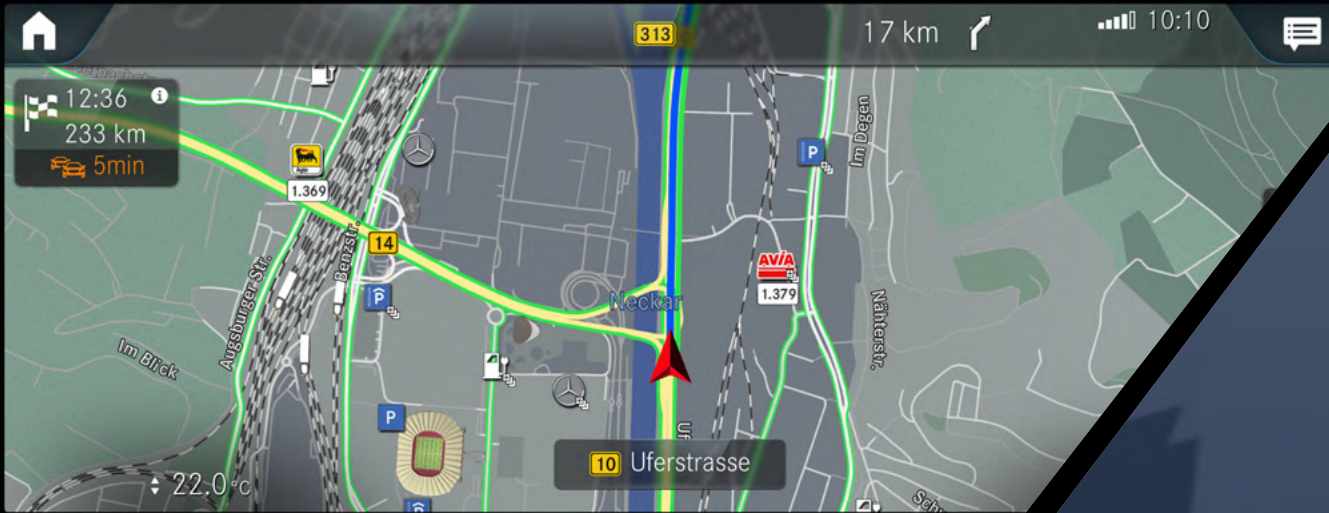 313
17 km
10:10
12:36
233 km
5min
Agip
1.369
14
Benzstr.
Augsburger Str.
Im Blick
P
Im Degen
AVIA
1.379
Neckar
Nähterstr.
P
P
10 Uferstrasse
22.0 °C